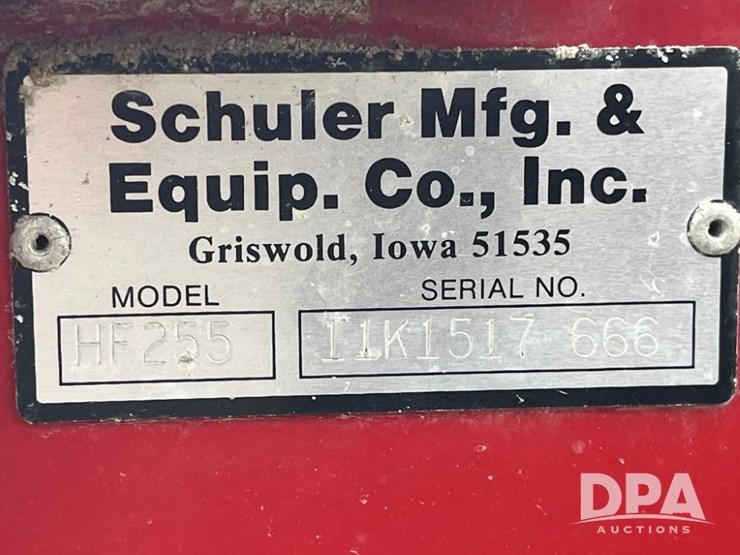 Schuler Mfg. &
Equip. Co., Inc.
Griswold, Iowa 51535
MODEL SERIAL NO.
HF255 I1K1517 666
DPA
AUCTIONS